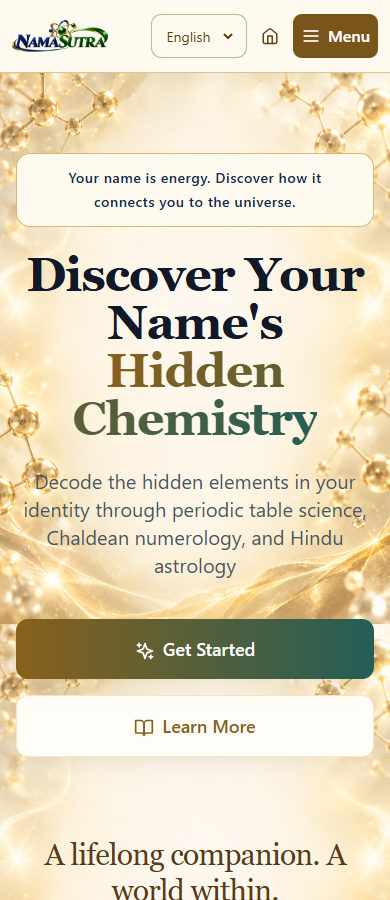 NAMASUTRA
English
Menu
Your name is energy. Discover how it
connects you to the universe.
Discover Your
Name's
Hidden
Chemistry
Decode the hidden elements in your
identity through periodic table science,
Chaldean numerology, and Hindu
astrology
Get Started
Learn More
A lifelong companion. A
world within.